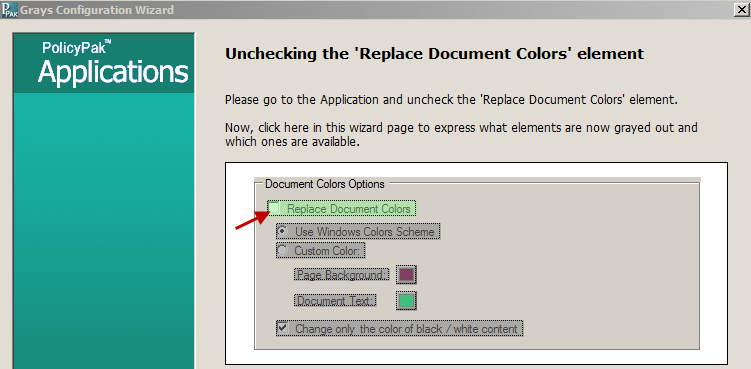 PPAK Grays Configuration Wizard
PolicyPak™
Applications
Unchecking the 'Replace Document Colors' element
Please go to the Application and uncheck the 'Replace Document Colors' element.
Now, click here in this wizard page to express what elements are now grayed out and
which ones are available.
Document Colors Options
Replace Document Colors
Use Windows Colors Scheme
Custom Color:
Page Background:
Document Text:
Change only the color of black / white content